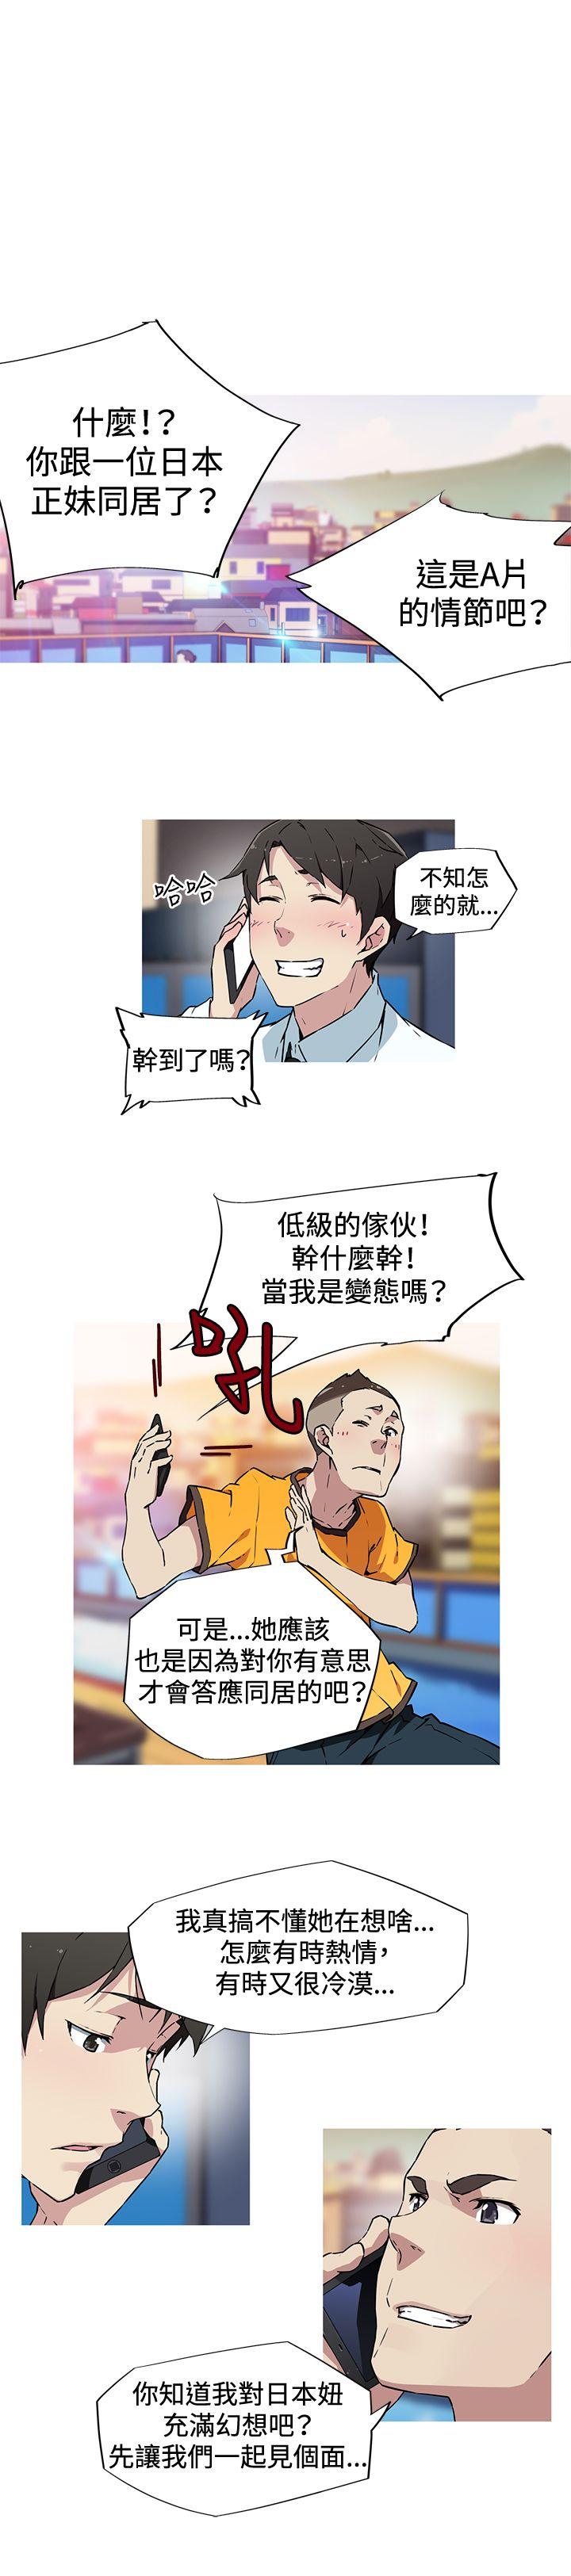 什麼!?
你跟一位日本
正妹同居了?
這是A片
的情節吧?
哈哈
不知怎
麼的就...
幹到了嗎?
低級的傢伙!
幹什麼幹!
當我是變態嗎?
吼
可是...她應該
也是因為對你有意思
才會答應同居的吧?
我真搞不懂她在想啥...
怎麼有時熱情,
有時又很冷漠...
你知道我對日本妞
充滿幻想吧?
先讓我們一起見個面...